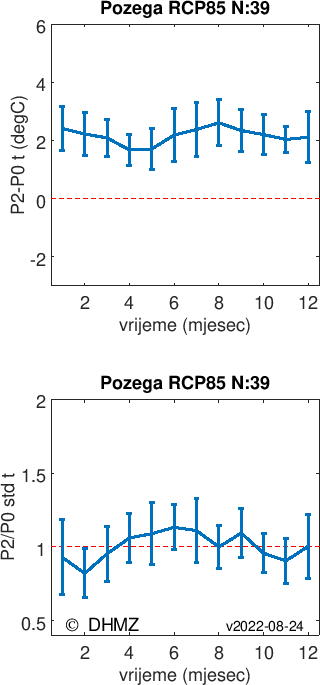 Pozega RCP85 N:39
P2-P0 t (degC)
6
4
2
0
-2
2 4 6 8 10 12
vrijeme (mjesec)
Pozega RCP85 N:39
P2/P0 std t
2
1.5
1
0.5
© DHMZ v2022-08-24
2 4 6 8 10 12
vrijeme (mjesec)